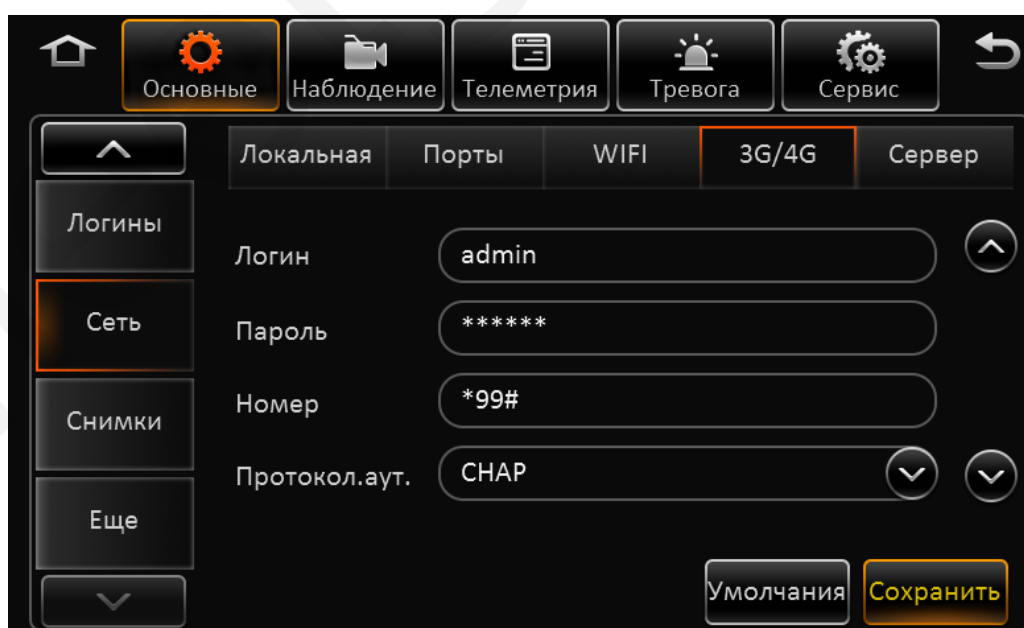 Основные Наблюдение Телеметрия Тревога Сервис
Локальная Порты WIFI 3G/4G Сервер
Логины
Логин admin
Сеть
Пароль ******
Номер *99#
Снимки
Протокол.аут. CHAP
Еще
Умолчания Сохранить